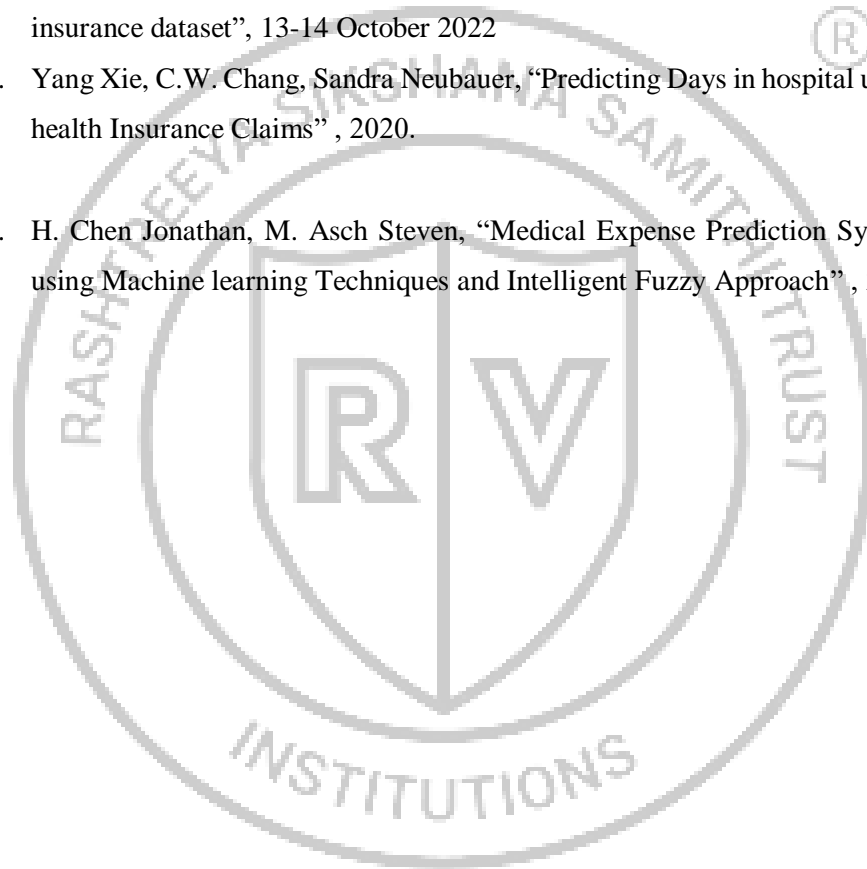 insurance dataset”, 13-14 October 2022
. Yang Xie, C.W. Chang, Sandra Neubauer, “Predicting Days in hospital u
health Insurance Claims” , 2020.
. H. Chen Jonathan, M. Asch Steven, “Medical Expense Prediction Sy
using Machine learning Techniques and Intelligent Fuzzy Approach” , .
®
RASHTREEYA SIKSHANA SAMITHI TRUST
RV
INSTITUTIONS